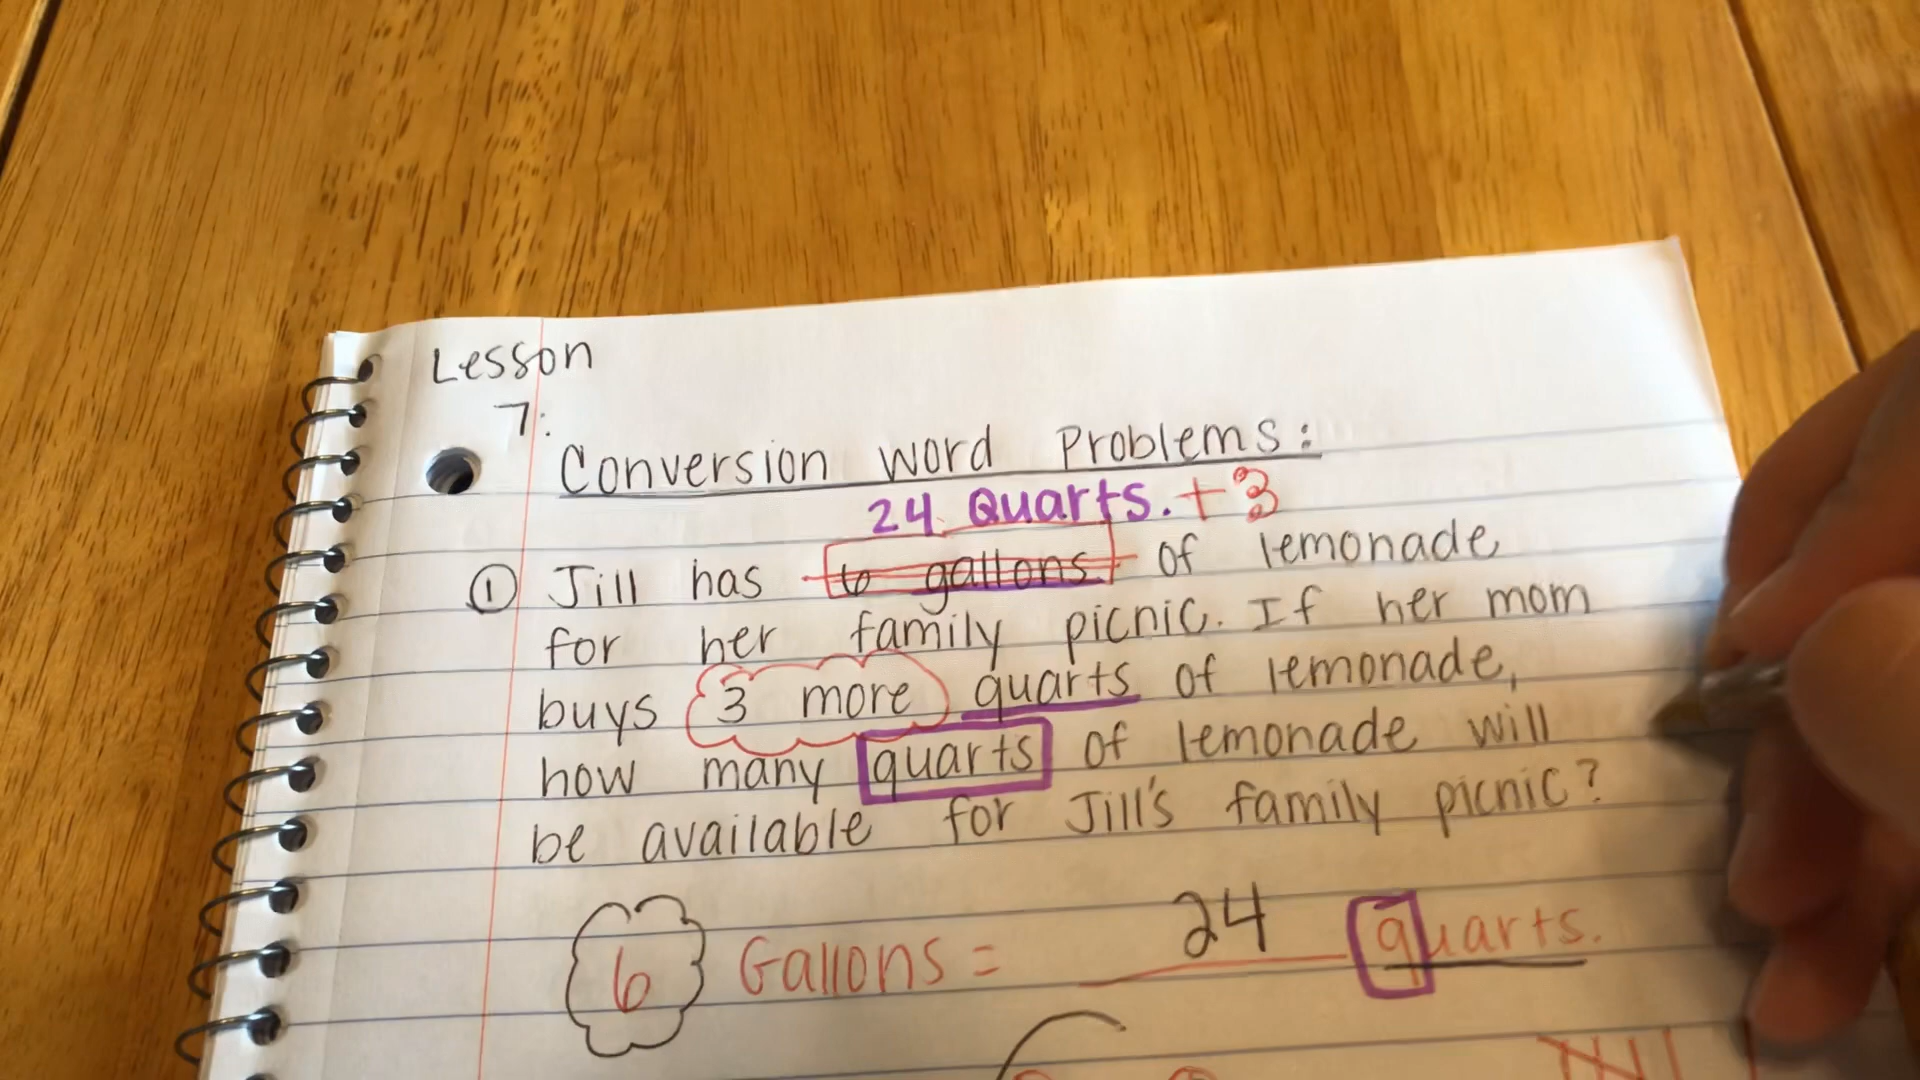 Lesson
7:
Conversion Word Problems:
24 Quarts. + 3
① Jill has 6 gallons of lemonade
for her family picnic. If her mom
buys 3 more quarts of lemonade,
how many quarts of lemonade will
be available for Jill's family picnic?
6 Gallons = 24 quarts.